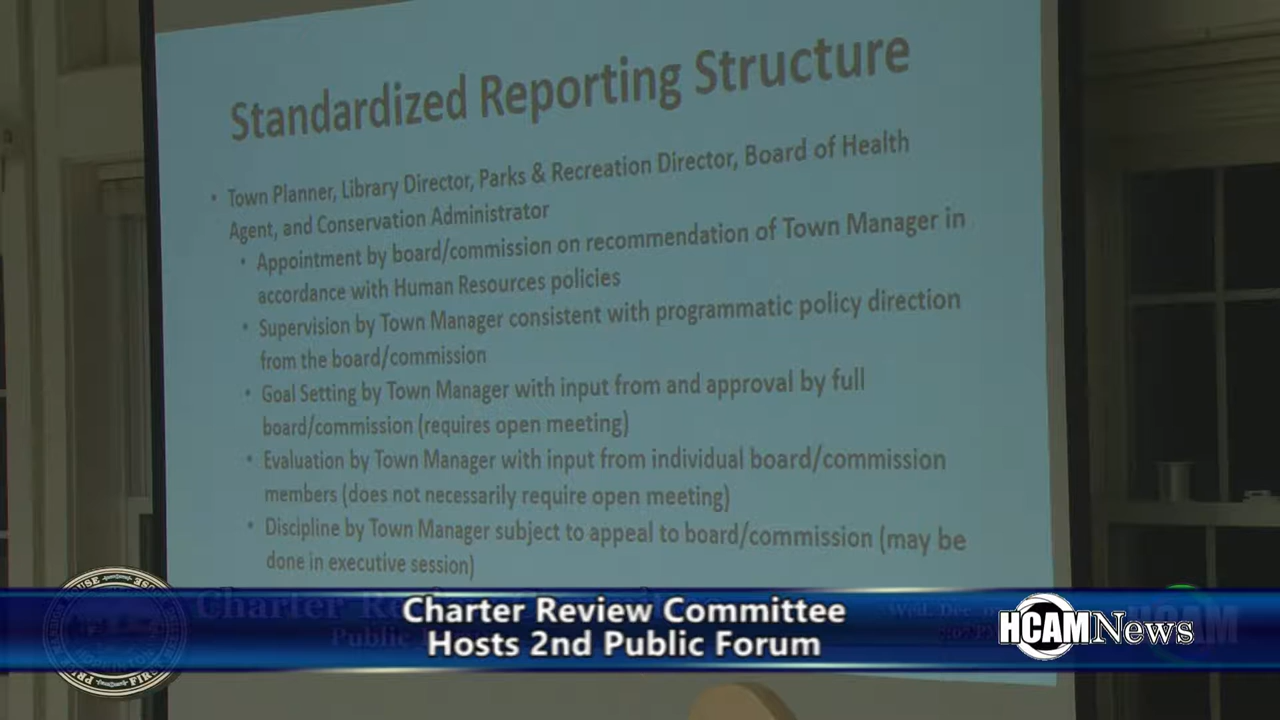 Standardized Reporting Structure
• Town Planner, Library Director, Parks & Recreation Director, Board of Health
Agent, and Conservation Administrator
• Appointment by board/commission on recommendation of Town Manager in
accordance with Human Resources policies
• Supervision by Town Manager consistent with programmatic policy direction
from the board/commission
• Goal Setting by Town Manager with input from and approval by full
board/commission (requires open meeting)
• Evaluation by Town Manager with input from individual board/commission
members (does not necessarily require open meeting)
• Discipline by Town Manager subject to appeal to board/commission (may be
done in executive session)
Charter Review Committee
Hosts 2nd Public Forum
HCAM News